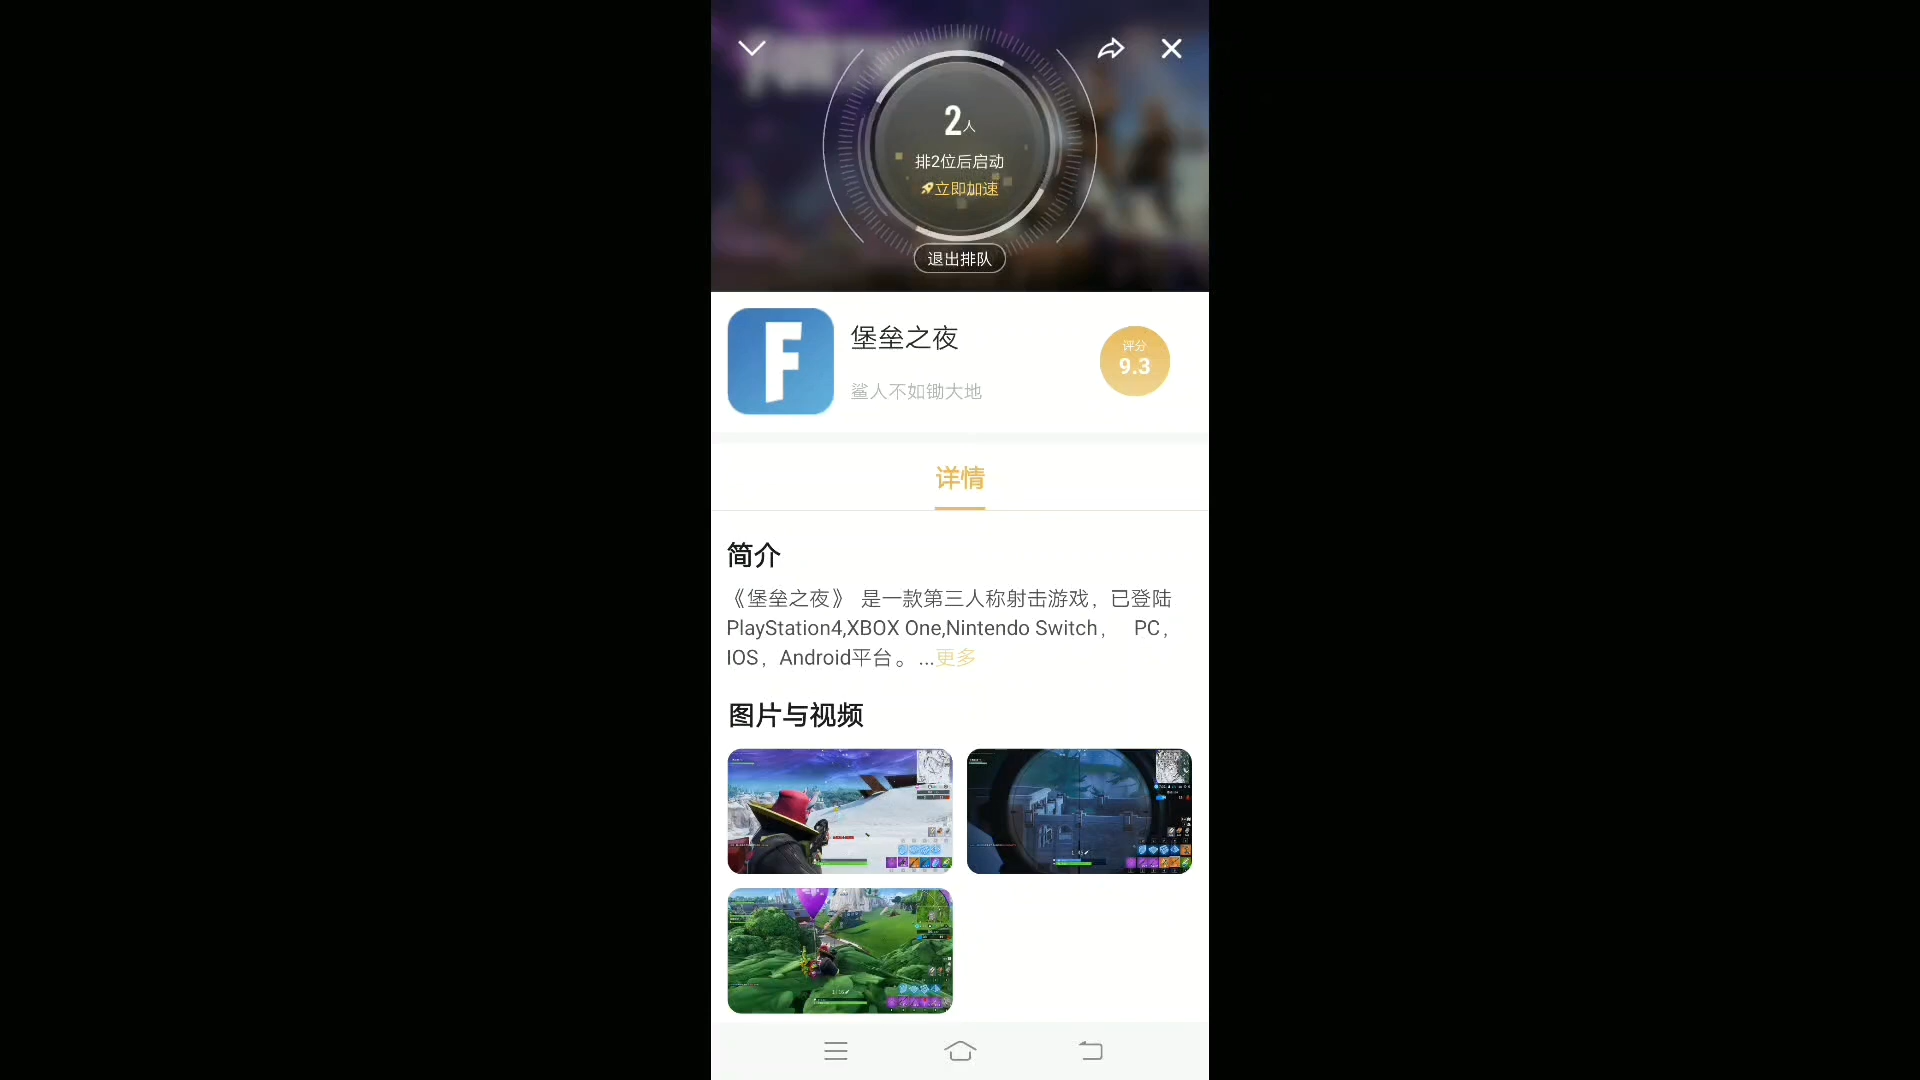 2人
排2位后启动
立即加速
退出排队
堡垒之夜
鲨人不如锄大地
评分
9.3
详情
简介
《堡垒之夜》 是一款第三人称射击游戏，已登陆
PlayStation4,XBOX One,Nintendo Switch， PC，
IOS，Android平台。...更多
图片与视频